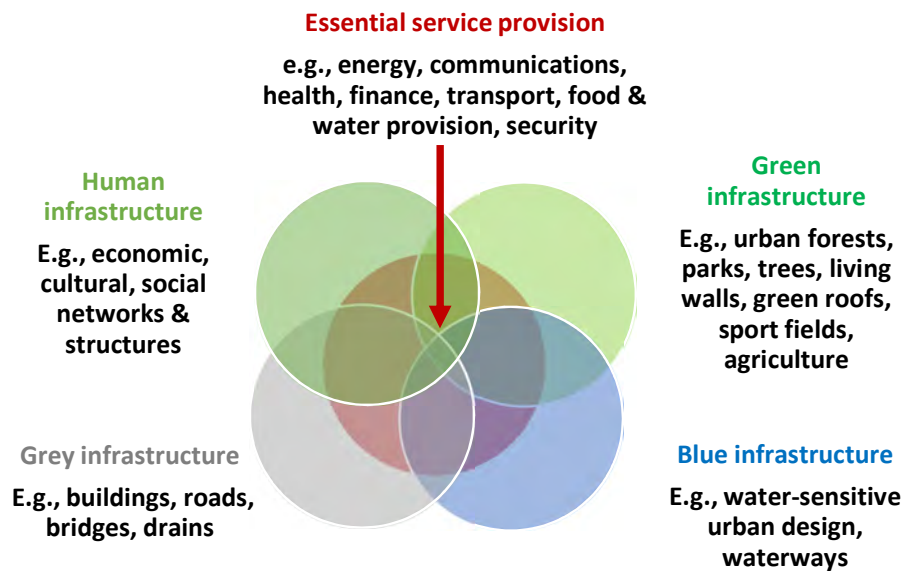 Essential service provision
e.g., energy, communications,
health, finance, transport, food &
water provision, security
Human
infrastructure
E.g., economic,
cultural, social
networks &
structures
Green
infrastructure
E.g., urban forests,
parks, trees, living
walls, green roofs,
sport fields,
agriculture
Grey infrastructure
E.g., buildings, roads,
bridges, drains
Blue infrastructure
E.g., water-sensitive
urban design,
waterways